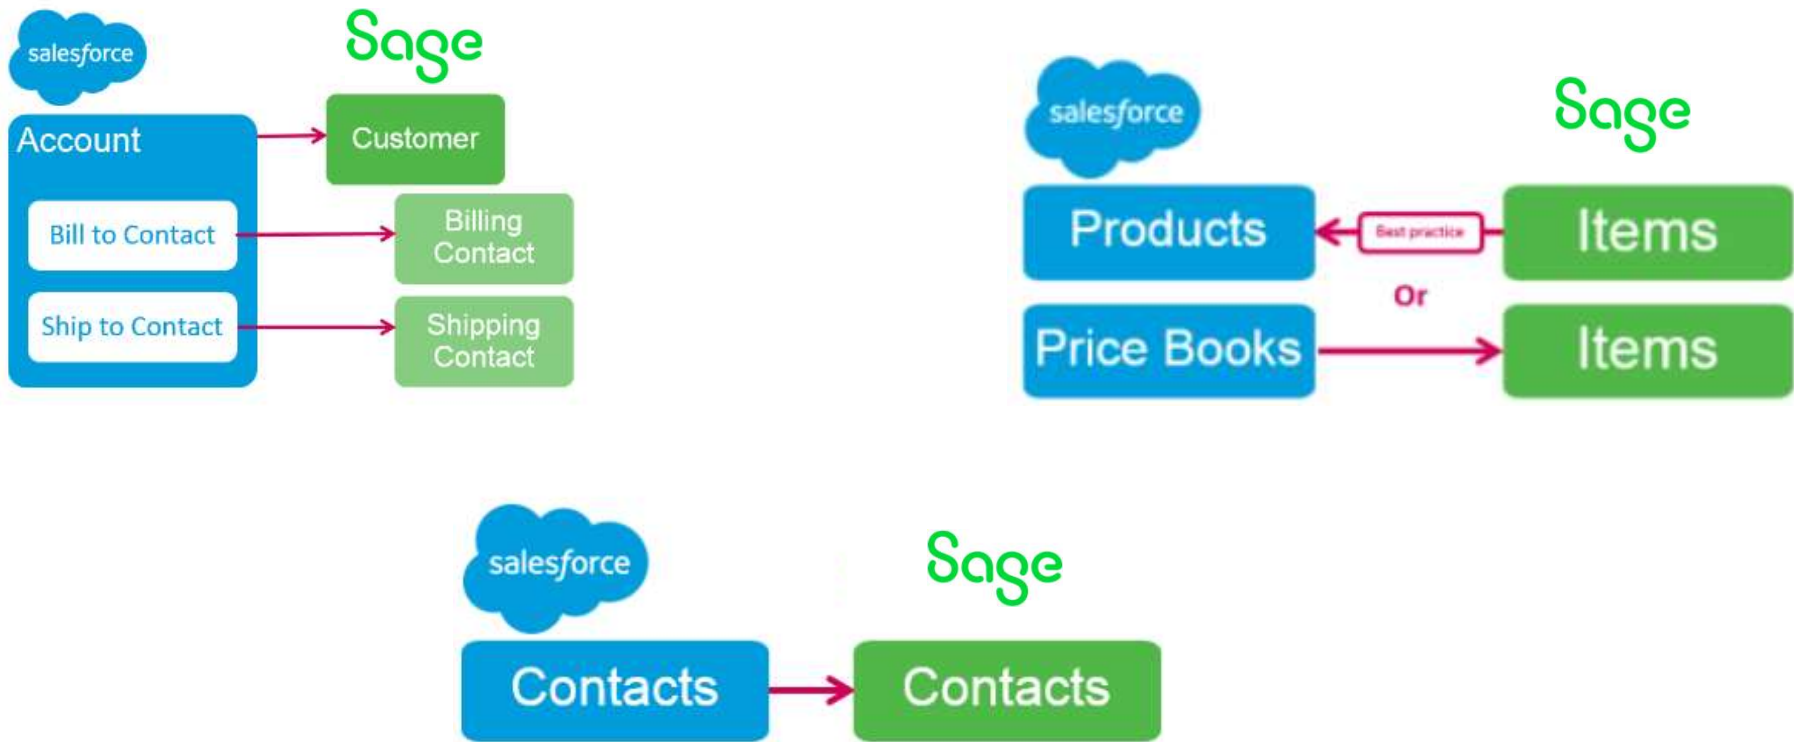 salesforce
Sage
Account
Customer
Bill to Contact
Billing
Contact
Ship to Contact
Shipping
Contact
salesforce
Sage
Products
Best practice
Items
Or
Price Books
Items
salesforce
Sage
Contacts
Contacts